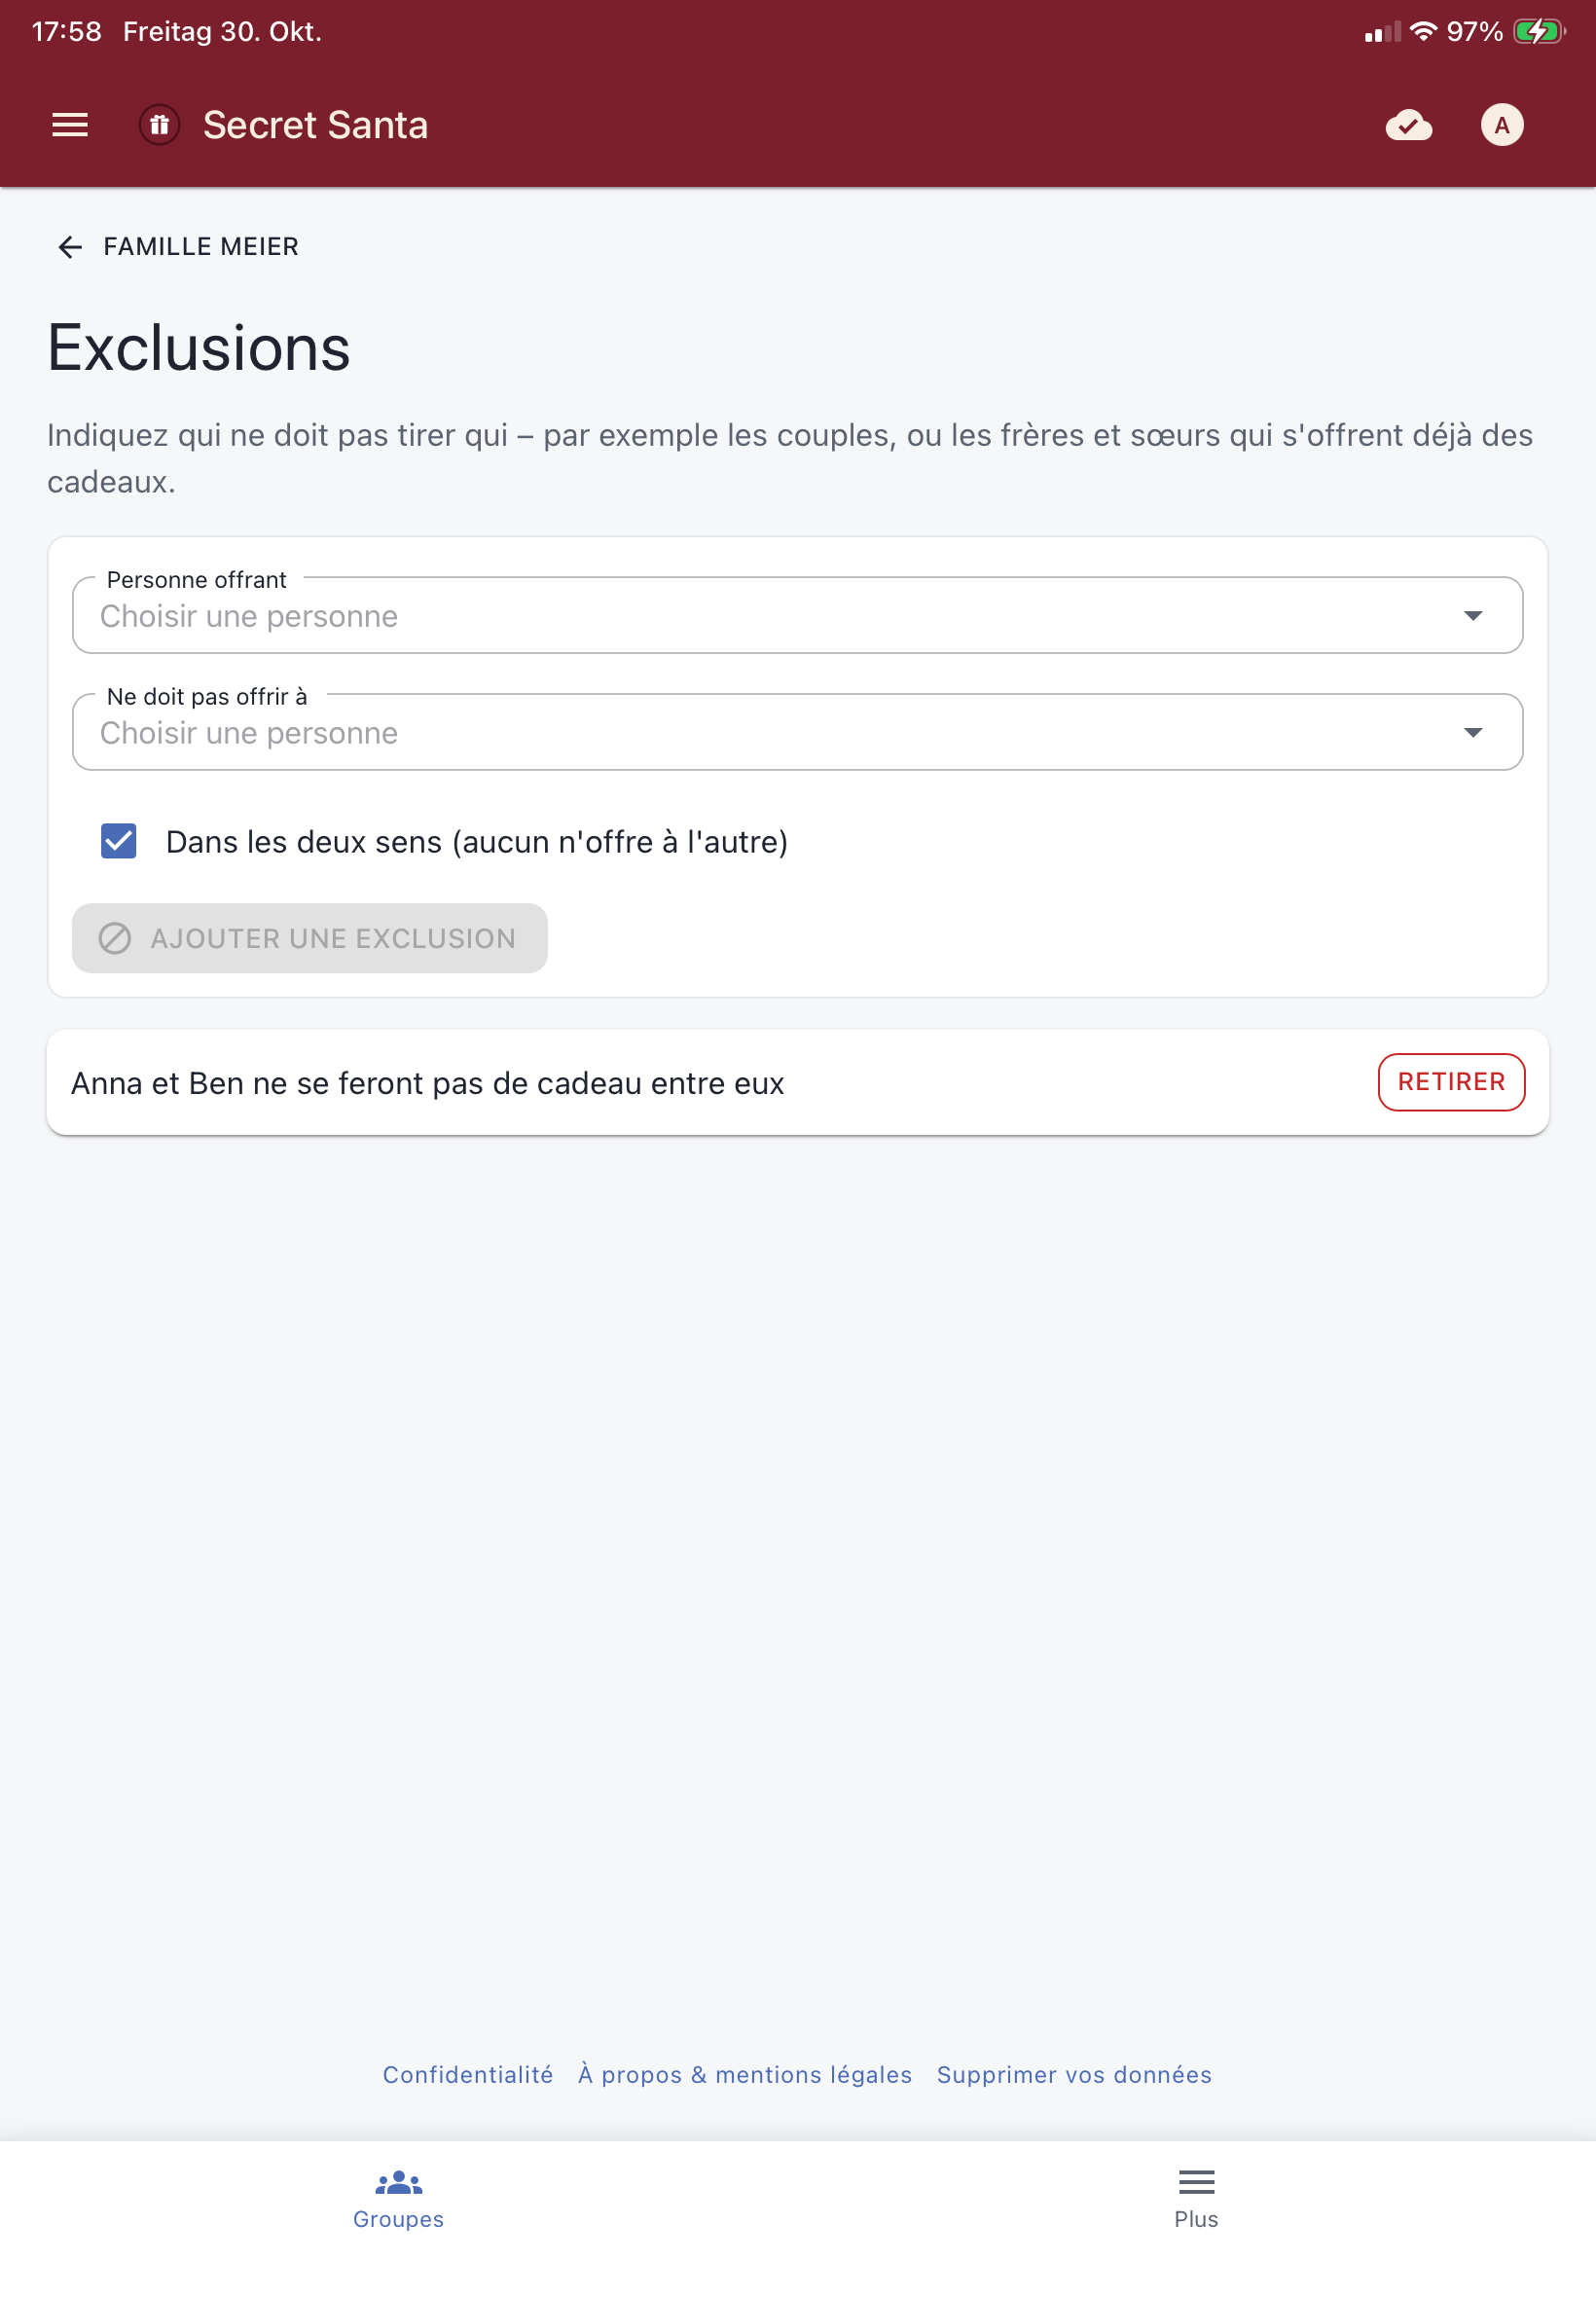 17:58 Freitag 30. Okt.
97%
Secret Santa
A
FAMILLE MEIER
Exclusions
Indiquez qui ne doit pas tirer qui – par exemple les couples, ou les frères et sœurs qui s'offrent déjà des
cadeaux.
Personne offrant
Choisir une personne
Ne doit pas offrir à
Choisir une personne
Dans les deux sens (aucun n'offre à l'autre)
AJOUTER UNE EXCLUSION
Anna et Ben ne se feront pas de cadeau entre eux
RETIRER
Confidentialité À propos & mentions légales Supprimer vos données
Groupes
Plus